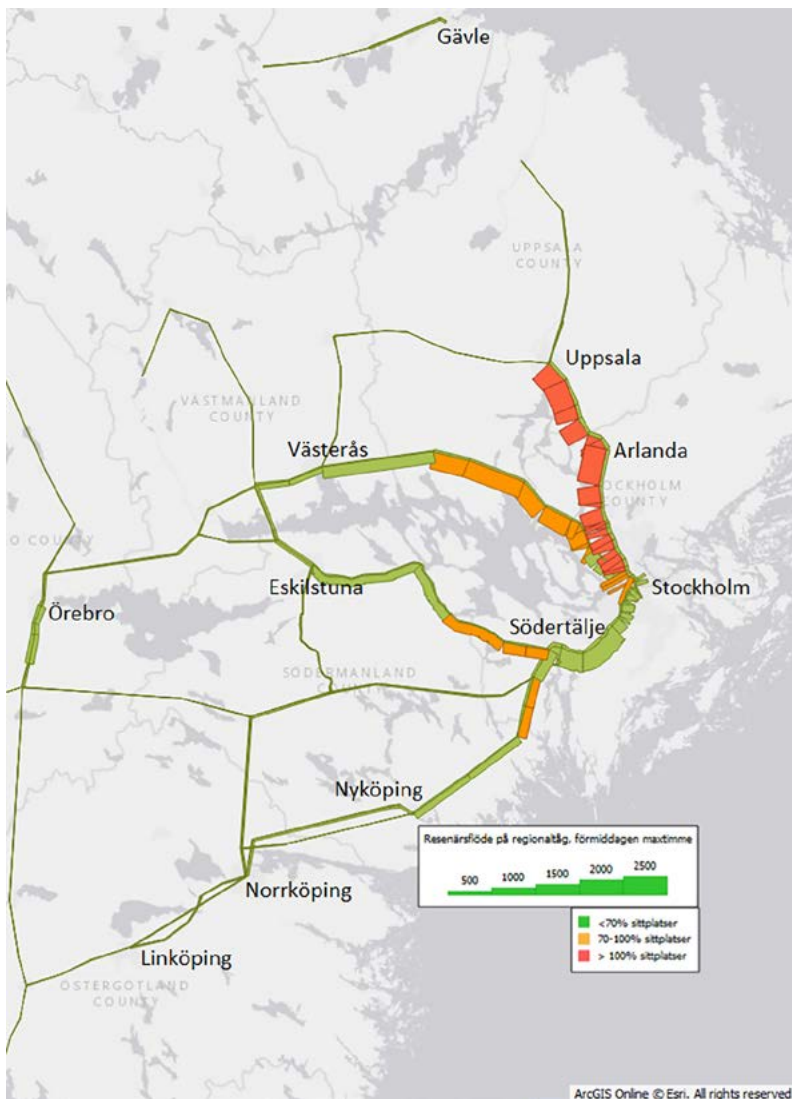 Gävle
UPPSALA
COUNTY
Uppsala
VÄSTMANLAND
COUNTY
Västerås
Arlanda
STOCKHOLM
COUNTY
O COUNTY
Eskilstuna
Stockholm
Örebro
Södertälje
SÖDERMANLAND
COUNTY
Nyköping
Resenärsflöde på regionaltåg, förmiddagen maxtimme
500 1000 1500 2000 2500
Norrköping
<70% sittplatser
70-100% sittplatser
> 100% sittplatser
Linköping
ÖSTERGÖTLAND
COUNTY
ArcGIS Online © Esri. All rights reserved